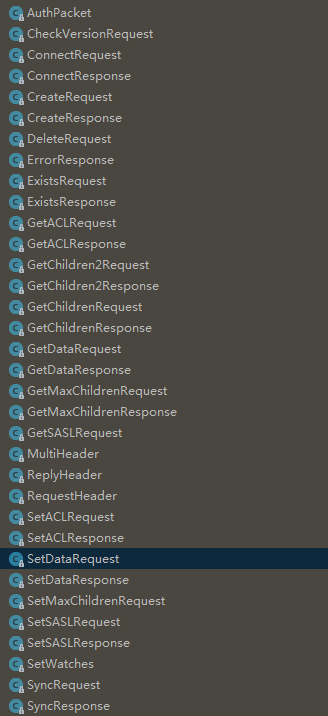 AuthPacket
CheckVersionRequest
ConnectRequest
ConnectResponse
CreateRequest
CreateResponse
DeleteRequest
ErrorResponse
ExistsRequest
ExistsResponse
GetACLRequest
GetACLResponse
GetChildren2Request
GetChildren2Response
GetChildrenRequest
GetChildrenResponse
GetDataRequest
GetDataResponse
GetMaxChildrenRequest
GetMaxChildrenResponse
GetSASLRequest
MultiHeader
ReplyHeader
RequestHeader
SetACLRequest
SetACLResponse
SetDataRequest
SetDataResponse
SetMaxChildrenRequest
SetSASLRequest
SetSASLResponse
SetWatches
SyncRequest
SyncResponse